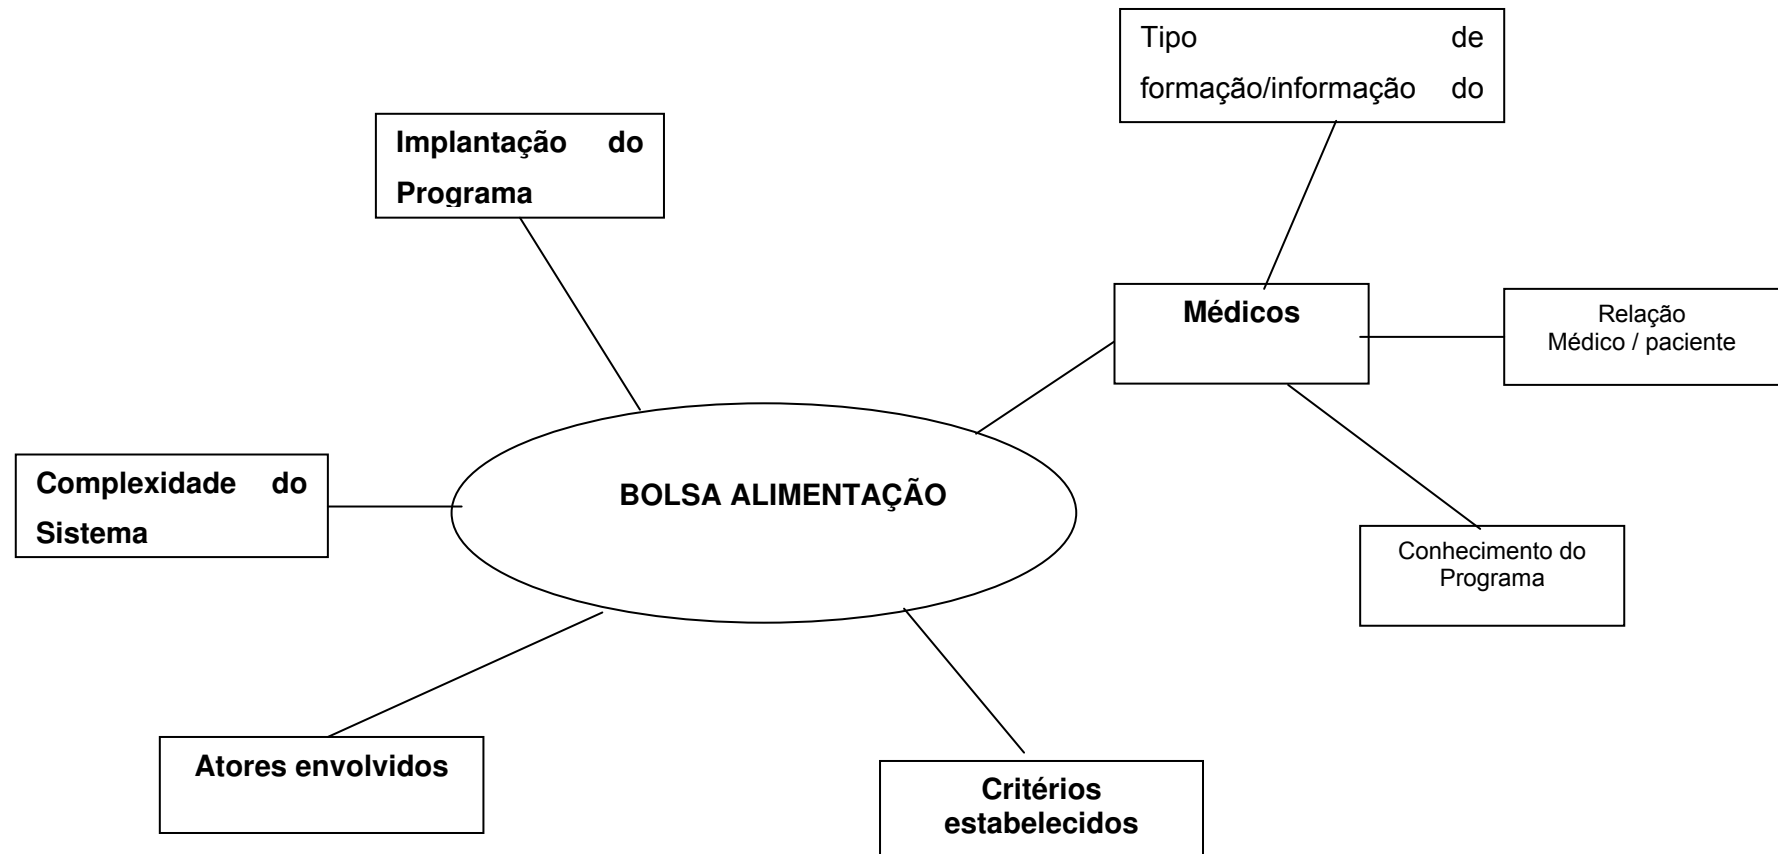 Tipo de
formação/informação do
Implantação do
Programa
Médicos
Relação
Médico / paciente
Complexidade do
Sistema
BOLSA ALIMENTAÇÃO
Conhecimento do
Programa
Atores envolvidos
Critérios
estabelecidos